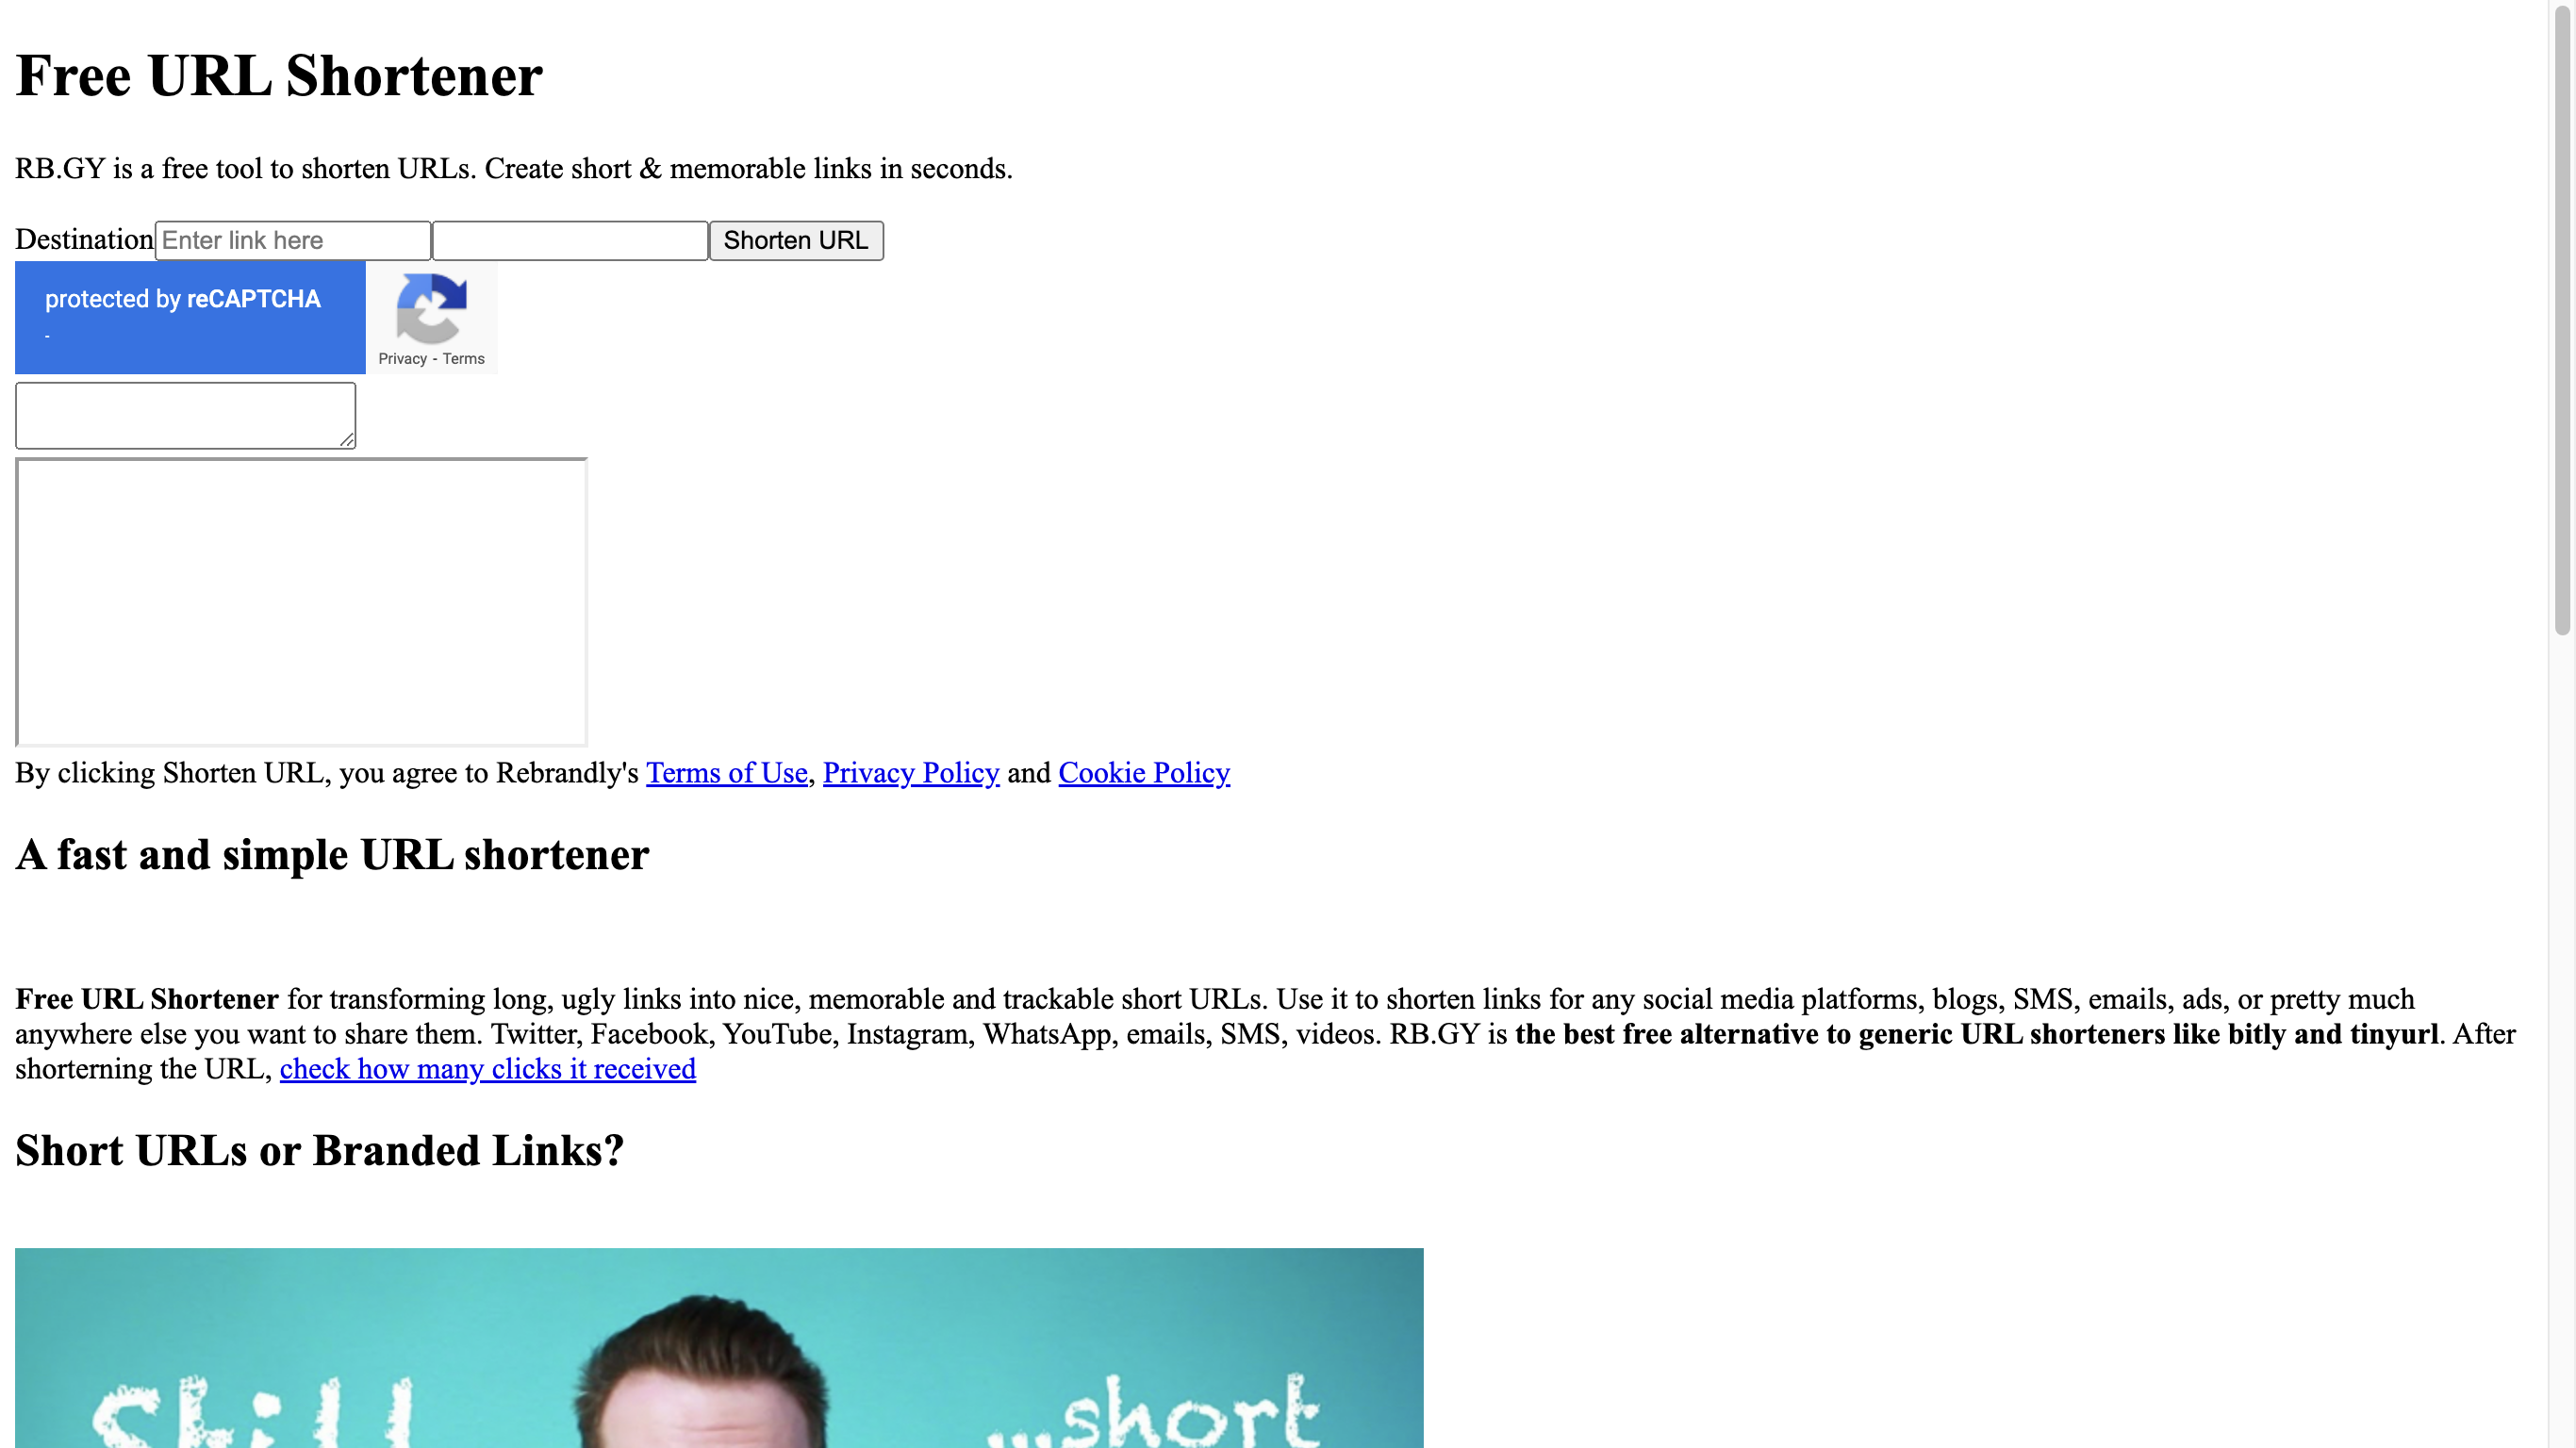 Free URL Shortener
RB.GY is a free tool to shorten URLs. Create short & memorable links in seconds.
Destination Enter link here Shorten URL
protected by reCAPTCHA
-
Privacy - Terms
By clicking Shorten URL, you agree to Rebrandly's Terms of Use, Privacy Policy and Cookie Policy
A fast and simple URL shortener
Free URL Shortener for transforming long, ugly links into nice, memorable and trackable short URLs. Use it to shorten links for any social media platforms, blogs, SMS, emails, ads, or pretty much
anywhere else you want to share them. Twitter, Facebook, YouTube, Instagram, WhatsApp, emails, SMS, videos. RB.GY is the best free alternative to generic URL shorteners like bitly and tinyurl. After
shorterning the URL, check how many clicks it received
Short URLs or Branded Links?
Still
...short